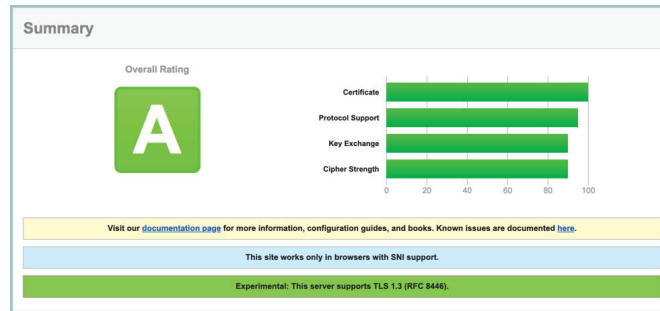 Summary
Overall Rating
A
Certificate
Protocol Support
Key Exchange
Cipher Strength
0 20 40 60 80 100
Visit our documentation page for more information, configuration guides, and books. Known issues are documented here.
This site works only in browsers with SNI support.
Experimental: This server supports TLS 1.3 (RFC 8446).